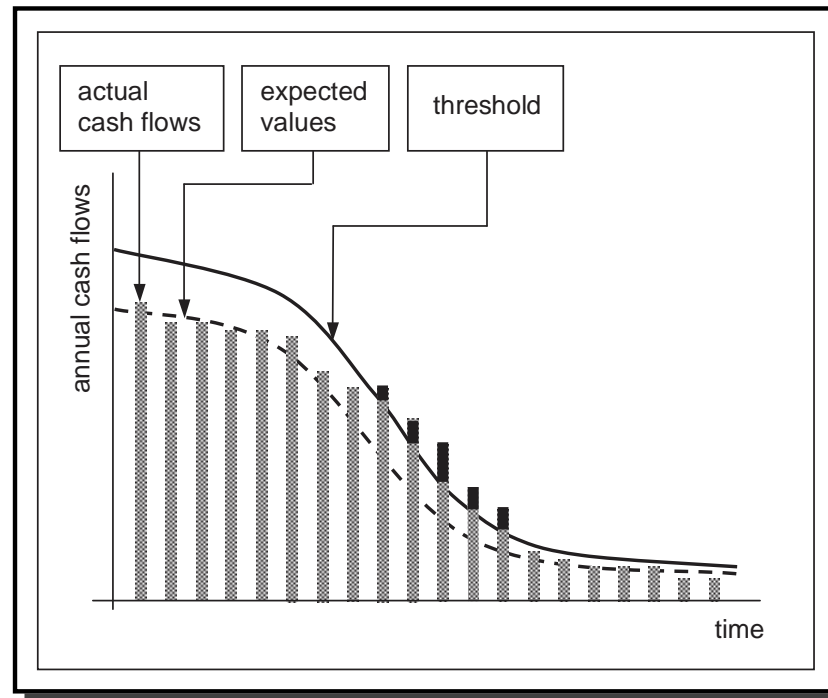 actual
cash flows
expected
values
threshold
annual cash flows
time